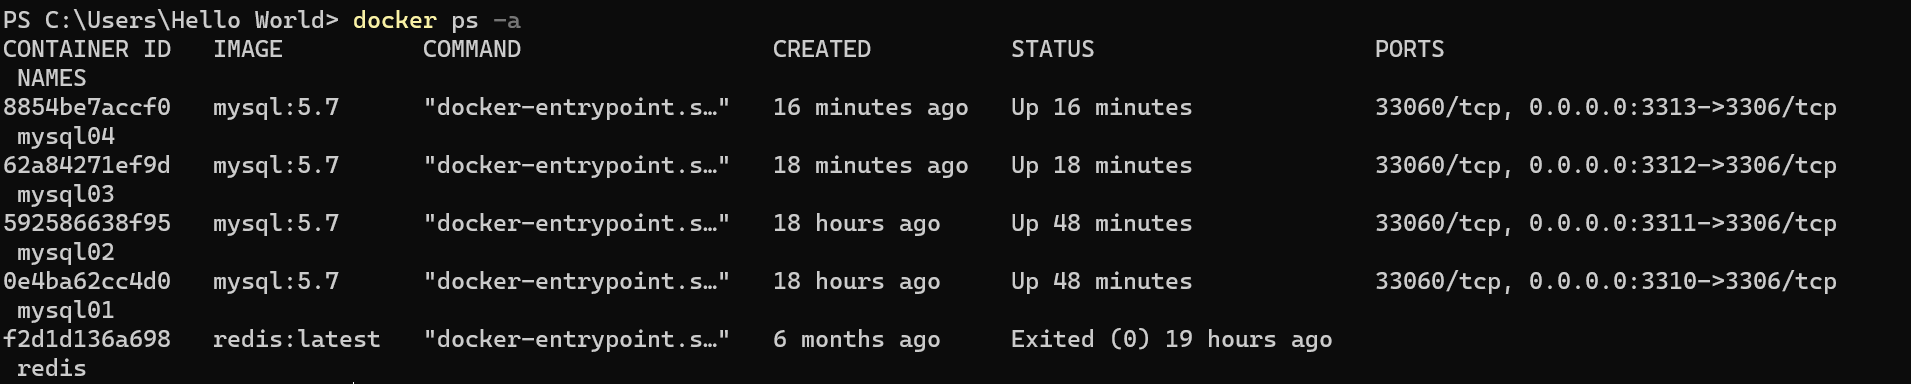 PS C:\Users\Hello World> docker ps -a
CONTAINER ID   IMAGE          COMMAND                  CREATED          STATUS                    PORTS
 NAMES
8854be7accf0   mysql:5.7      "docker-entrypoint.s…"   16 minutes ago   Up 16 minutes             33060/tcp, 0.0.0.0:3313->3306/tcp
 mysql04
62a84271ef9d   mysql:5.7      "docker-entrypoint.s…"   18 minutes ago   Up 18 minutes             33060/tcp, 0.0.0.0:3312->3306/tcp
 mysql03
592586638f95   mysql:5.7      "docker-entrypoint.s…"   18 hours ago     Up 48 minutes             33060/tcp, 0.0.0.0:3311->3306/tcp
 mysql02
0e4ba62cc4d0   mysql:5.7      "docker-entrypoint.s…"   18 hours ago     Up 48 minutes             33060/tcp, 0.0.0.0:3310->3306/tcp
 mysql01
f2d1d136a698   redis:latest   "docker-entrypoint.s…"   6 months ago     Exited (0) 19 hours ago
 redis